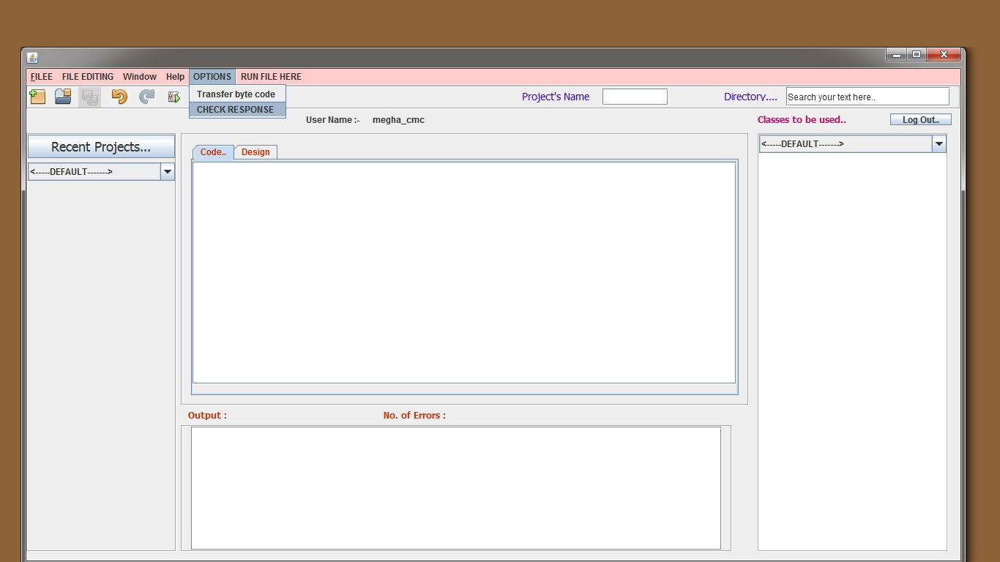 FILEE FILE EDITING Window Help OPTIONS RUN FILE HERE
Transfer byte code
CHECK RESPONSE
Project's Name
Directory.... Search your text here..
User Name :- megha_cmc
Classes to be used.. Log Out..
Recent Projects...
<-----DEFAULT------->
Code.. Design
<-----DEFAULT------->
Output : No. of Errors :